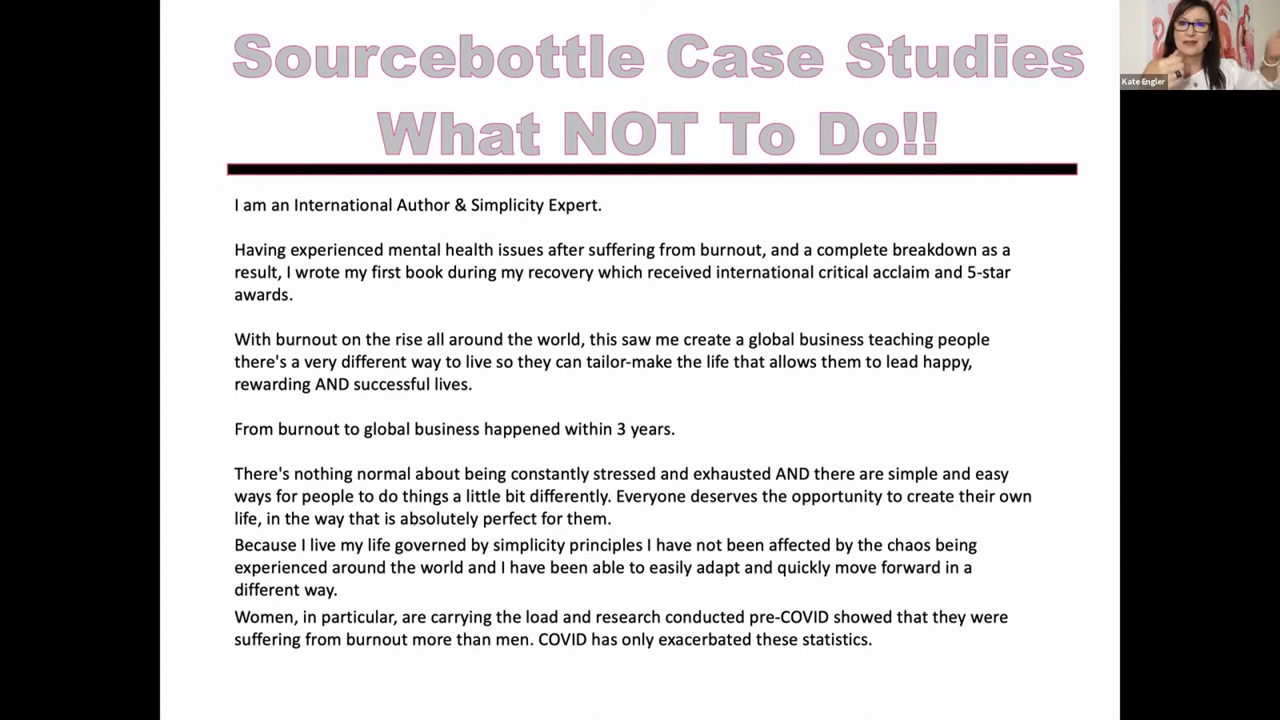 Sourcebottle Case Studies
What NOT To Do!!
Kate Engler
I am an International Author & Simplicity Expert.
Having experienced mental health issues after suffering from burnout, and a complete breakdown as a
result, I wrote my first book during my recovery which received international critical acclaim and 5-star
awards.
With burnout on the rise all around the world, this saw me create a global business teaching people
there's a very different way to live so they can tailor-make the life that allows them to lead happy,
rewarding AND successful lives.
From burnout to global business happened within 3 years.
There's nothing normal about being constantly stressed and exhausted AND there are simple and easy
ways for people to do things a little bit differently. Everyone deserves the opportunity to create their own
life, in the way that is absolutely perfect for them.
Because I live my life governed by simplicity principles I have not been affected by the chaos being
experienced around the world and I have been able to easily adapt and quickly move forward in a
different way.
Women, in particular, are carrying the load and research conducted pre-COVID showed that they were
suffering from burnout more than men. COVID has only exacerbated these statistics.